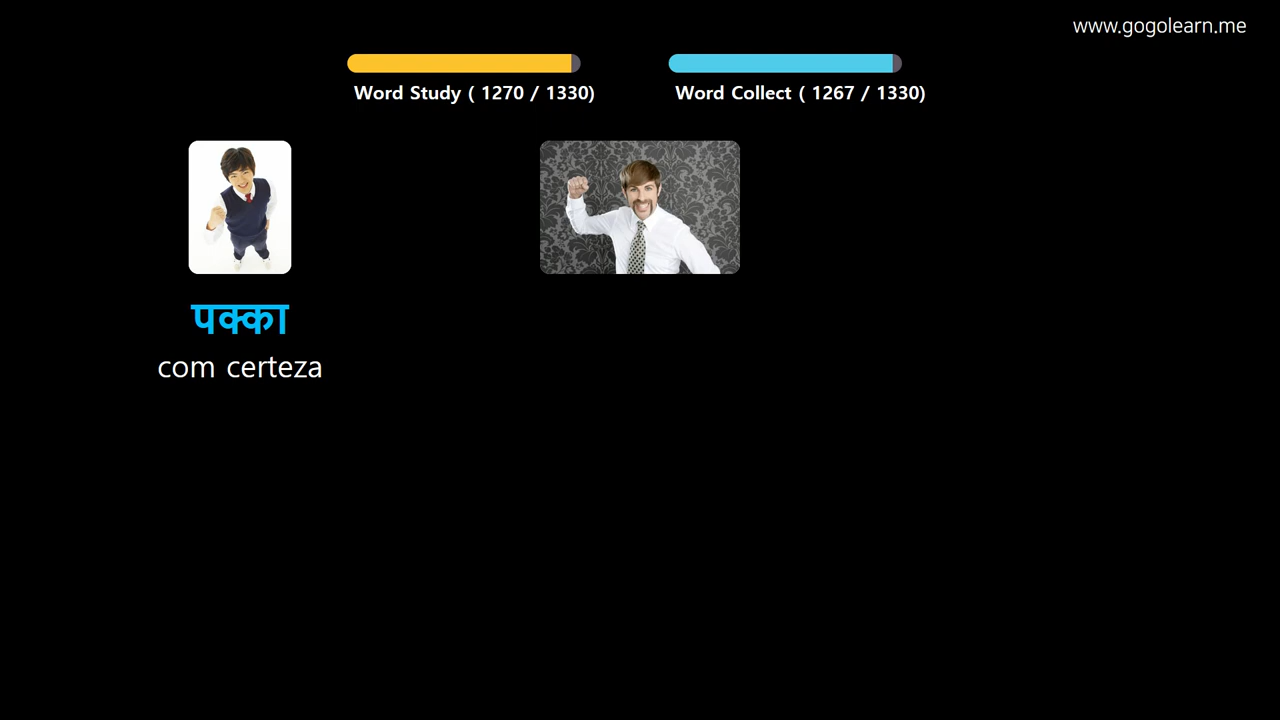 www.gogolearn.me
Word Study ( 1270 / 1330)
Word Collect ( 1267 / 1330)
पक्का
com certeza